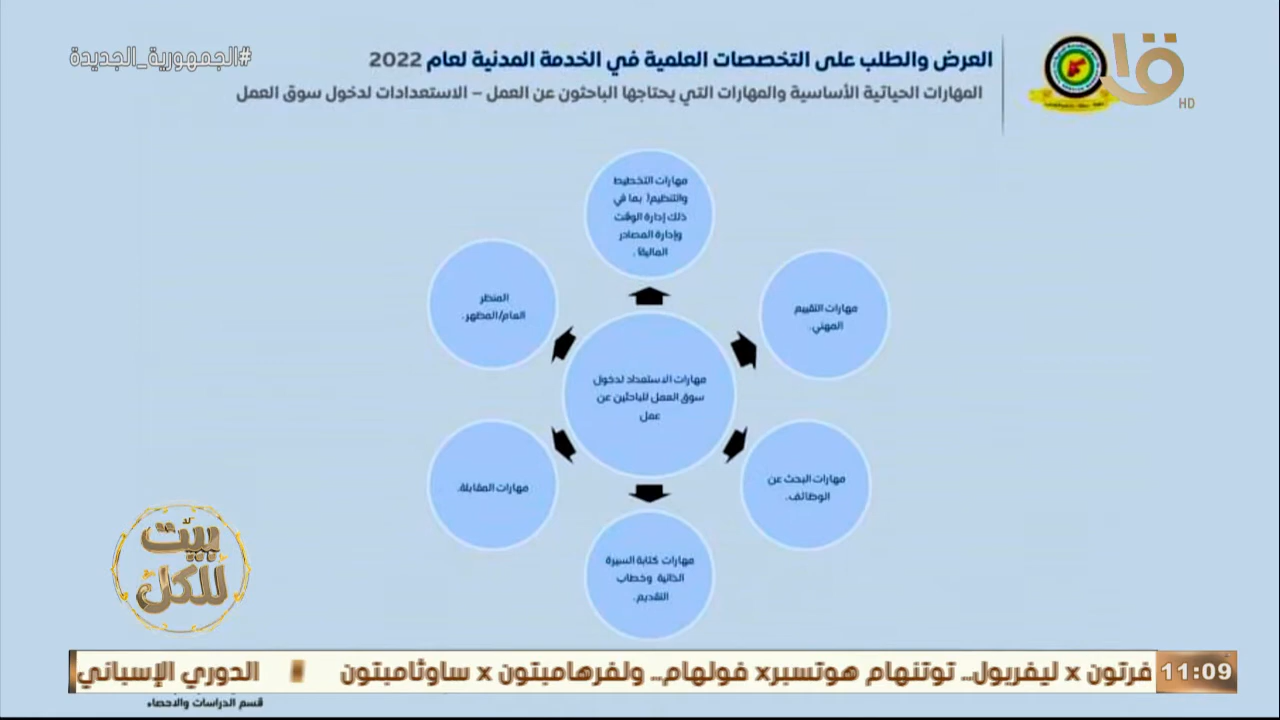 #الجمهورية_الجديدة
العرض والطلب على التخصصات العلمية في الخدمة المدنية لعام 2022
المهارات الحياتية الأساسية والمهارات التي يحتاجها الباحثون عن العمل – الاستعدادات لدخول سوق العمل
HD
مهارات التخطيط
والتنظيم( بما في
ذلك إدارة الوقت
وإدارة المصادر
المالية) .
مهارات التقييم
المهني.
مهارات البحث عن
الوظائف.
مهارات كتابة السيرة
الذاتية وخطاب
التقديم.
مهارات المقابلة.
المنظر
العام/المظهر.
مهارات الاستعداد لدخول
سوق العمل للباحثين عن
عمل
بيت
للكل
11:09
فرتون x ليفربول.. توتنهام هوتسبرx فولهام.. ولفرهامبتون x ساوثامبتون الدوري الإسباني
قسم الدراسات والاحصاء